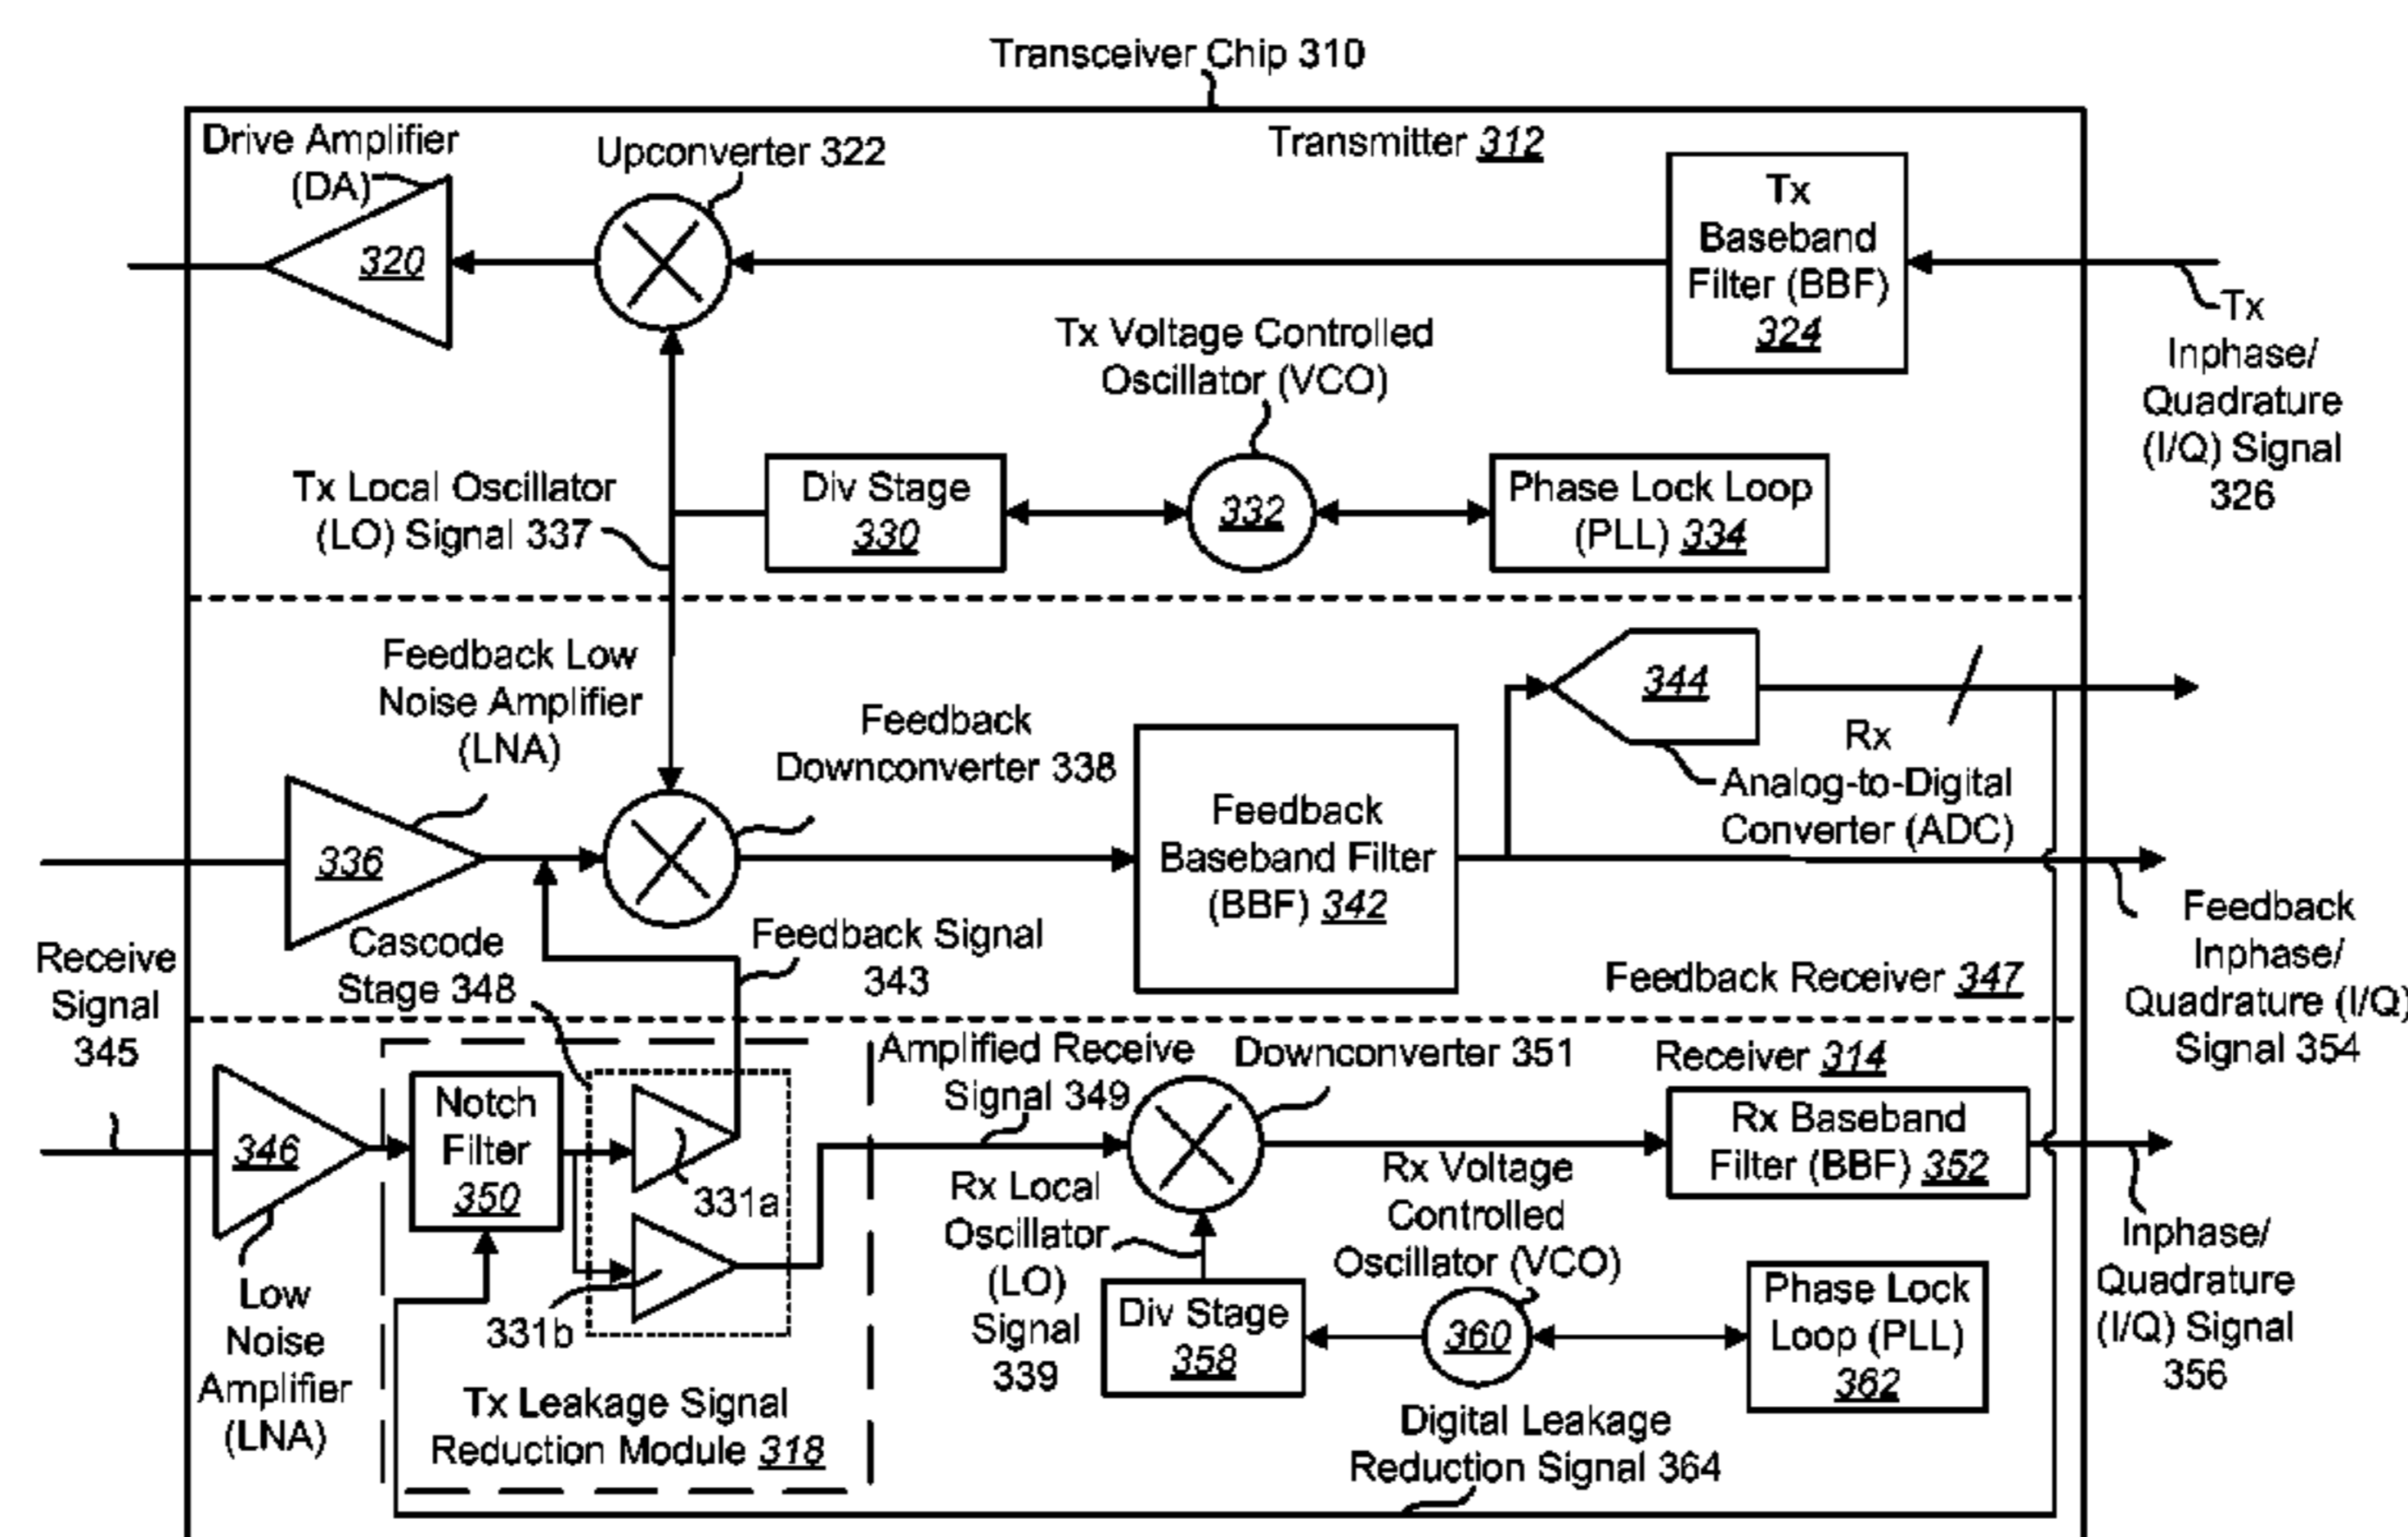 Transceiver Chip 310
Drive Amplifier
(DA)
320
Upconverter 322
Transmitter 312
Tx
Baseband
Filter (BBF)
324
Tx
Inphase/
Quadrature
(I/Q) Signal
326
Tx Voltage Controlled
Oscillator (VCO)
Tx Local Oscillator
(LO) Signal 337
Div Stage
330
332
Phase Lock Loop
(PLL) 334
Feedback Low
Noise Amplifier
(LNA)
336
Feedback
Downconverter 338
Feedback
Baseband Filter
(BBF) 342
344
Rx
Analog-to-Digital
Converter (ADC)
Feedback
Inphase/
Quadrature (I/Q)
Signal 354
Feedback Signal
343
Feedback Receiver 347
Receive
Signal
345
Cascode
Stage 348
346
Low
Noise
Amplifier
(LNA)
Notch
Filter
350
331a
331b
Tx Leakage Signal
Reduction Module 318
Amplified Receive
Signal 349
Downconverter 351
Receiver 314
Rx Baseband
Filter (BBF) 352
Rx Local
Oscillator
(LO)
Signal
339
Rx Voltage
Controlled
Oscillator (VCO)
Div Stage
358
360
Phase Lock
Loop (PLL)
362
Inphase/
Quadrature
(I/Q) Signal
356
Digital Leakage
Reduction Signal 364